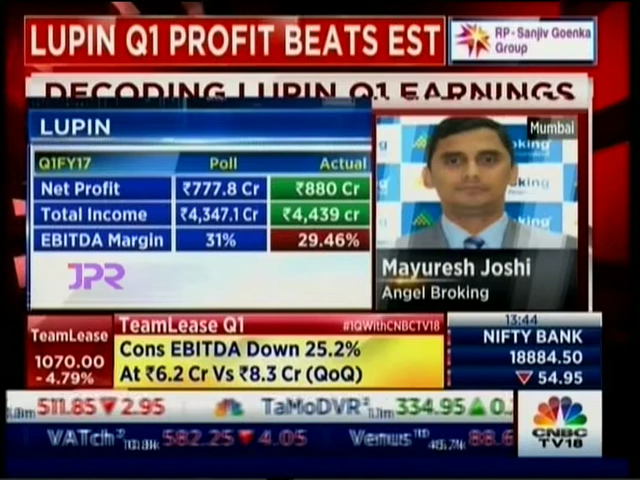 LUPIN Q1 PROFIT BEATS EST
RP-Sanjiv Goenka
Group
DECODING LUPIN Q1 EARNINGS
LUPIN
Q1FY17 Poll Actual
Net Profit ₹777.8 Cr ₹880 Cr
Total Income ₹4,347.1 Cr ₹4,439 cr
EBITDA Margin 31% 29.46%
JPR
Mumbai
Mayuresh Joshi
Angel Broking
TeamLease
1070.00
-4.79%
TeamLease Q1 #1QWithCNBCTV18
Cons EBITDA Down 25.2%
At ₹6.2 Cr Vs ₹8.3 Cr (QoQ)
13:44
NIFTY BANK
18884.50
▼ 54.95
511.85 ▼ 2.95 TaMoDVR 334.95 ▲
VATch 582.25 ▼ 4.05 Venus 88.6
CNBC
TV18